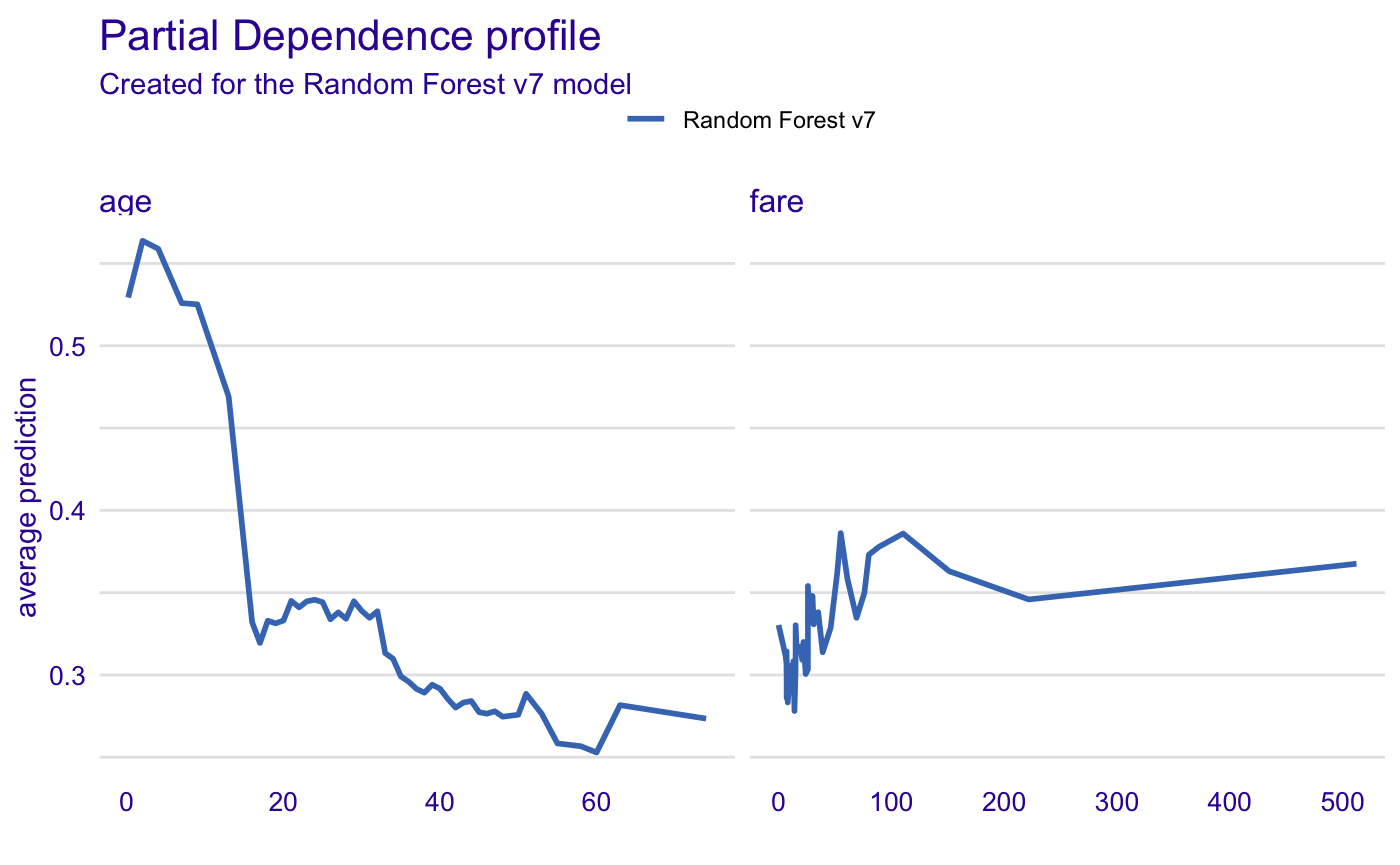 Partial Dependence profile
Created for the Random Forest v7 model
Random Forest v7
age
fare
average prediction
0.5
0.4
0.3
0 20 40 60
0 100 200 300 400 500